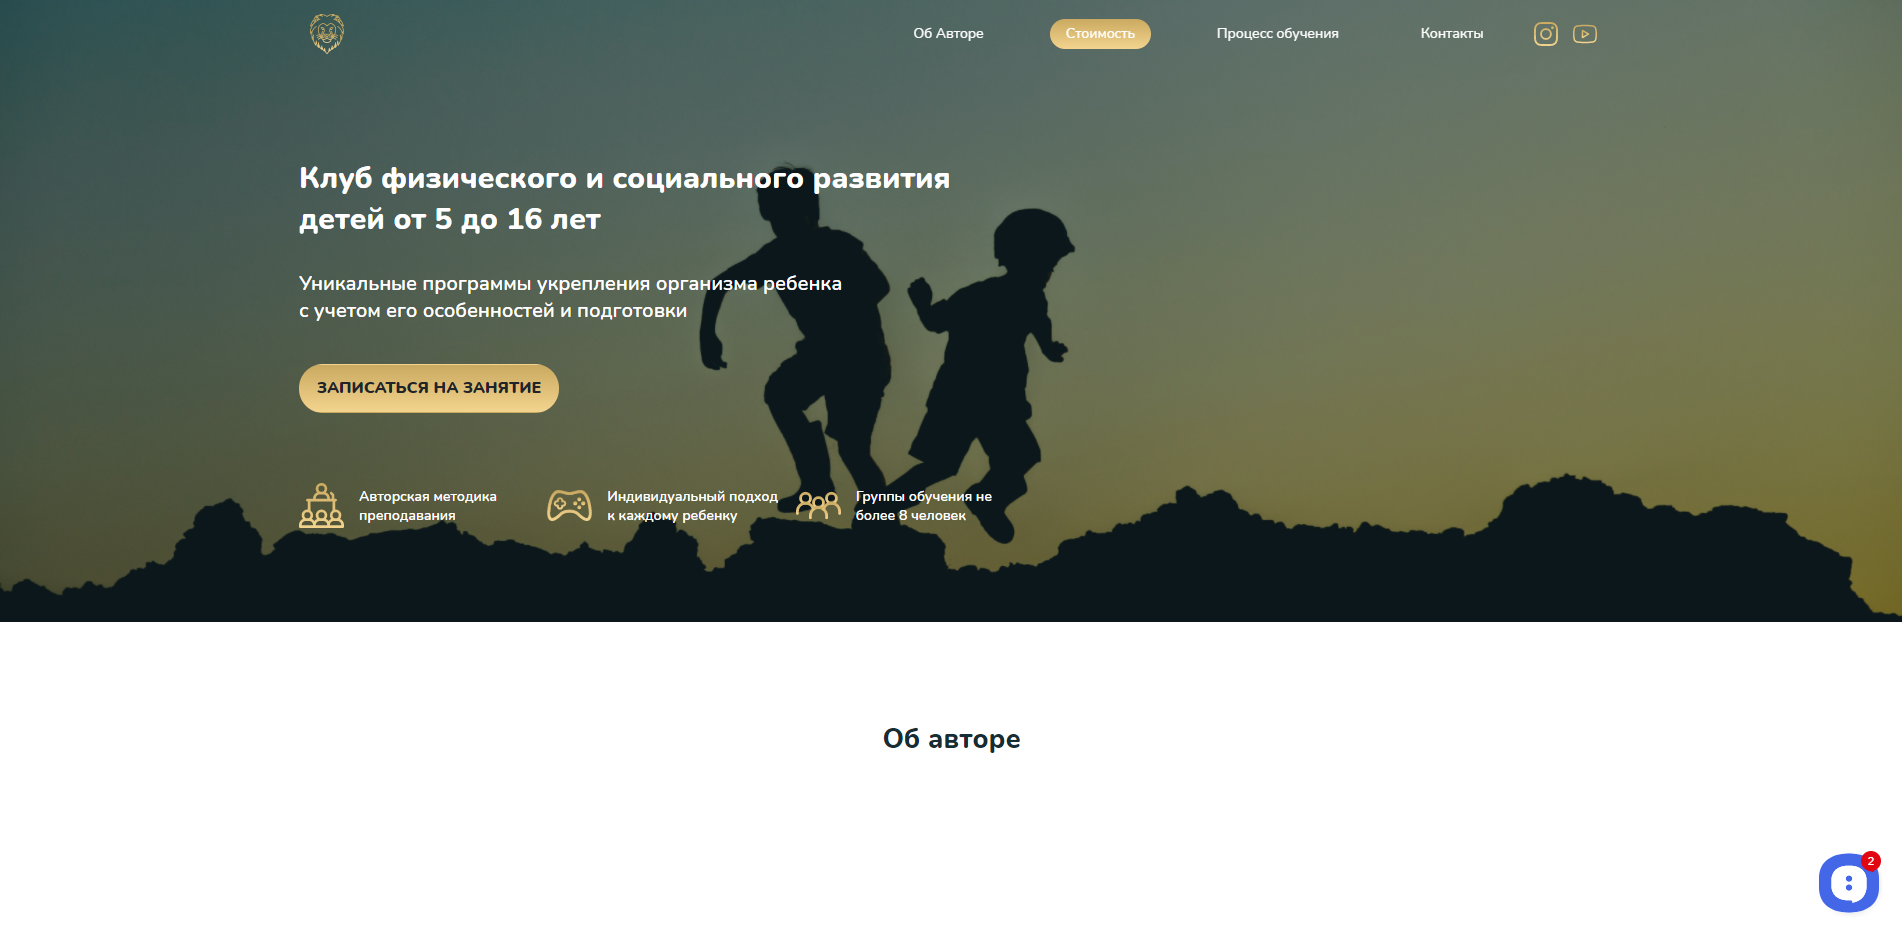 Об Авторе
Стоимость
Процесс обучения
Контакты
Клуб физического и социального развития
детей от 5 до 16 лет
Уникальные программы укрепления организма ребенка
с учетом его особенностей и подготовки
ЗАПИСАТЬСЯ НА ЗАНЯТИЕ
Авторская методика
преподавания
Индивидуальный подход
к каждому ребенку
Группы обучения не
более 8 человек
Об авторе
2